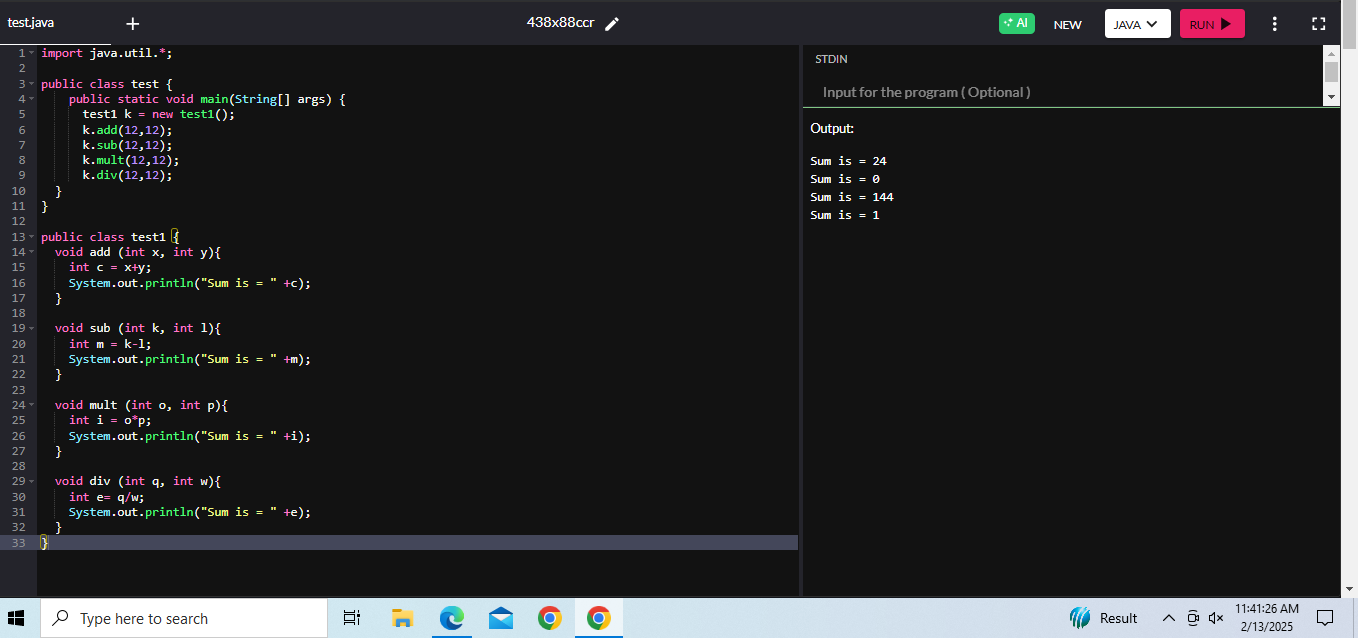 test.java
+
438x88ccr
AI
NEW
JAVA
RUN
1 import java.util.*;
2
3 public class test {
4 public static void main(String[] args) {
5 test1 k = new test1();
6 k.add(12,12);
7 k.sub(12,12);
8 k.mult(12,12);
9 k.div(12,12);
10 }
11 }
12
13 public class test1 {
14 void add (int x, int y){
15 int c = x+y;
16 System.out.println("Sum is = " +c);
17 }
18
19 void sub (int k, int l){
20 int m = k-l;
21 System.out.println("Sum is = " +m);
22 }
23
24 void mult (int o, int p){
25 int i = o*p;
26 System.out.println("Sum is = " +i);
27 }
28
29 void div (int q, int w){
30 int e= q/w;
31 System.out.println("Sum is = " +e);
32 }
33 }
STDIN
Input for the program ( Optional )
Output:
Sum is = 24
Sum is = 0
Sum is = 144
Sum is = 1
Type here to search
Result
11:41:26 AM
2/13/2025